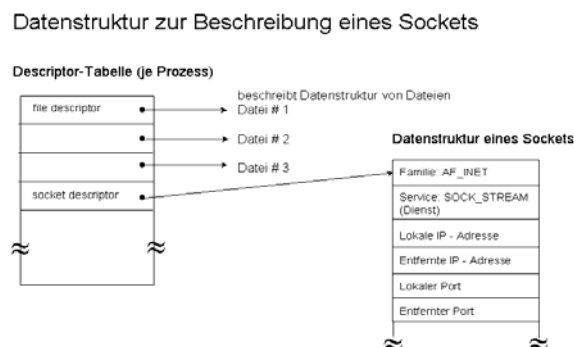 Datenstruktur zur Beschreibung eines Sockets
Descriptor-Tabelle (je Prozess)
beschreibt Datenstruktur von Dateien
file descriptor
Datei # 1
Datei # 2
Datei # 3
socket descriptor
Datenstruktur eines Sockets
Familie: AF_INET
Service: SOCK_STREAM
(Dienst)
Lokale IP - Adresse
Entfernte IP - Adresse
Lokaler Port
Entfernter Port